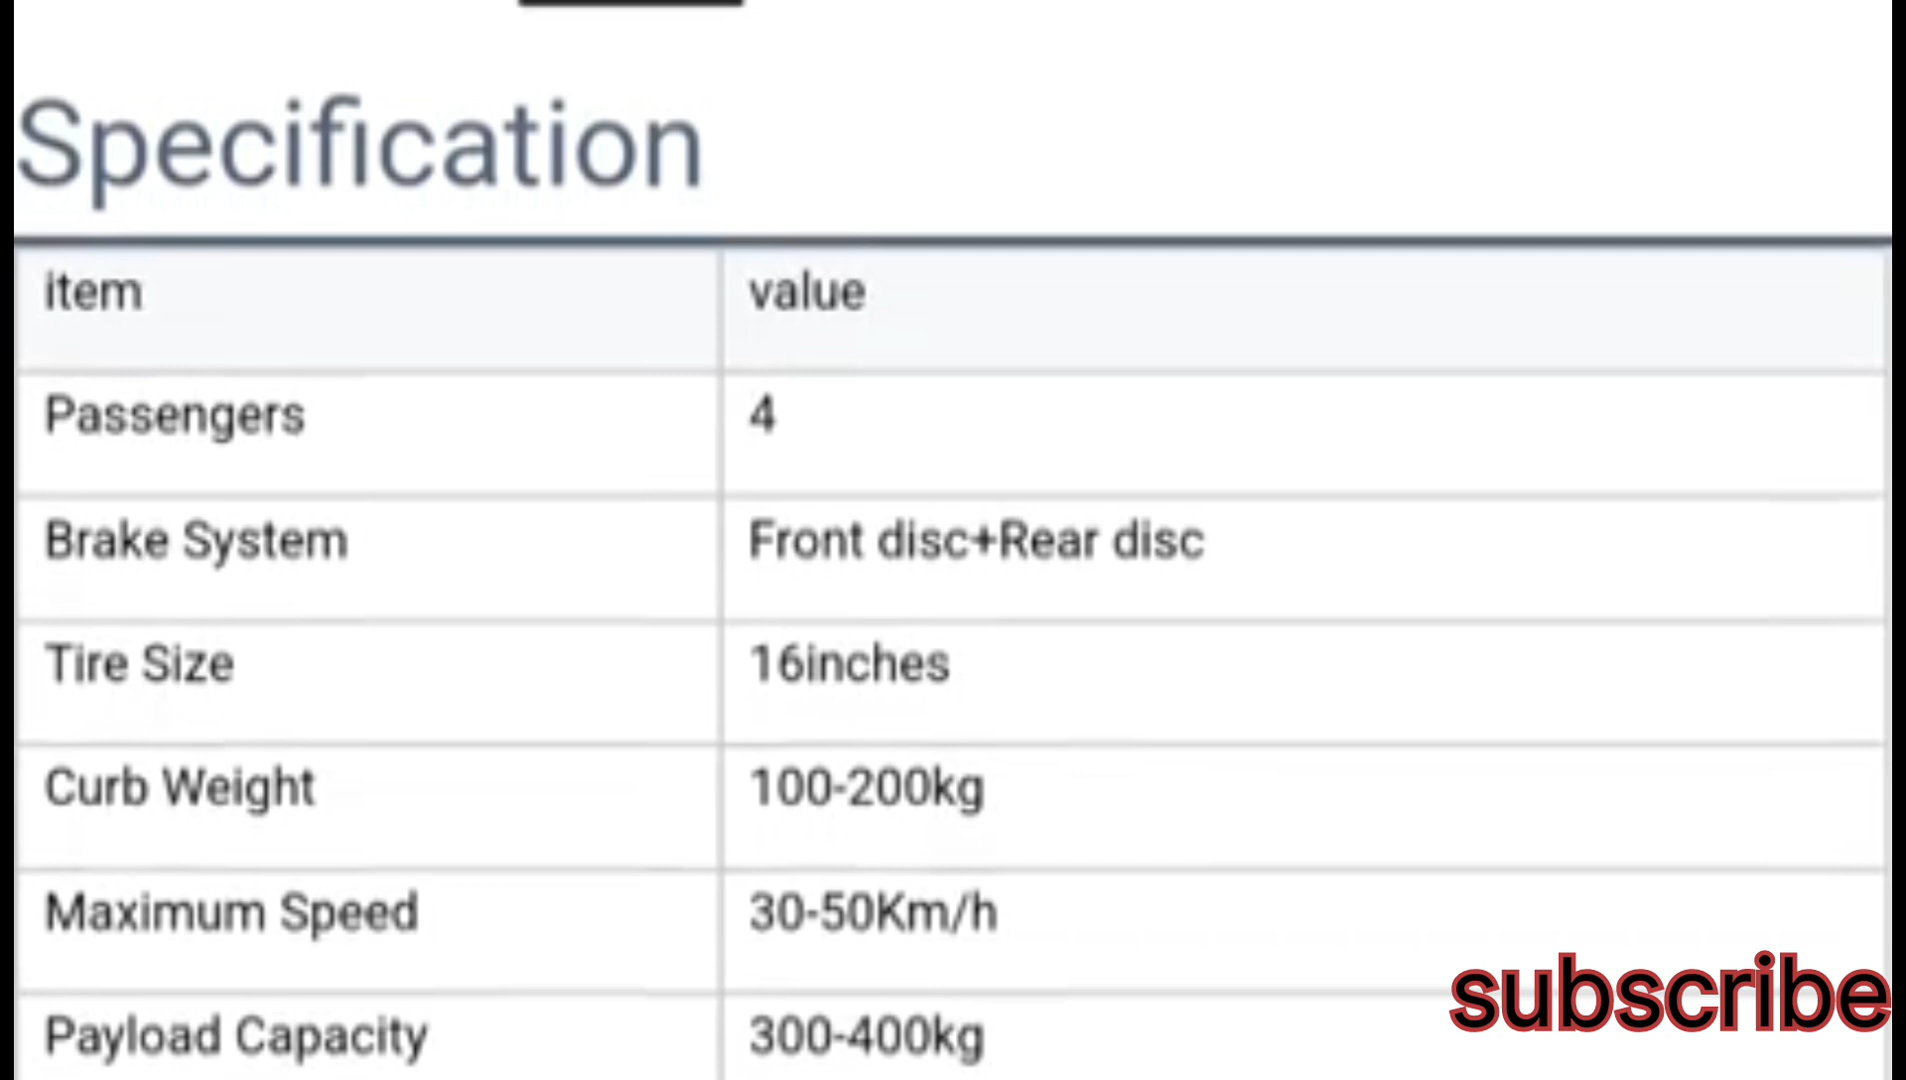 Specification
item value
Passengers 4
Brake System Front disc+Rear disc
Tire Size 16inches
Curb Weight 100-200kg
Maximum Speed 30-50Km/h
Payload Capacity 300-400kg
subscribe